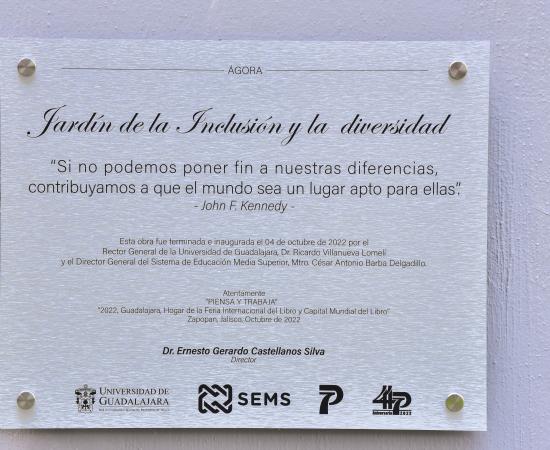 ÁGORA
Jardín de la Inclusión y la diversidad
“Si no podemos poner fin a nuestras diferencias,
contribuyamos a que el mundo sea un lugar apto para ellas”.
- John F. Kennedy -
Esta obra fue terminada e inaugurada el 04 de octubre de 2022 por el
Rector General de la Universidad de Guadalajara, Dr. Ricardo Villanueva Lomelí
y el Director General del Sistema de Educación Media Superior, Mtro. César Antonio Barba Delgadillo.
Atentamente
"PIENSA Y TRABAJA"
"2022, Guadalajara, Hogar de la Feria Internacional del Libro y Capital Mundial del Libro"
Zapopan, Jalisco, Octubre de 2022
Dr. Ernesto Gerardo Castellanos Silva
Director
UNIVERSIDAD DE
GUADALAJARA
SEMS